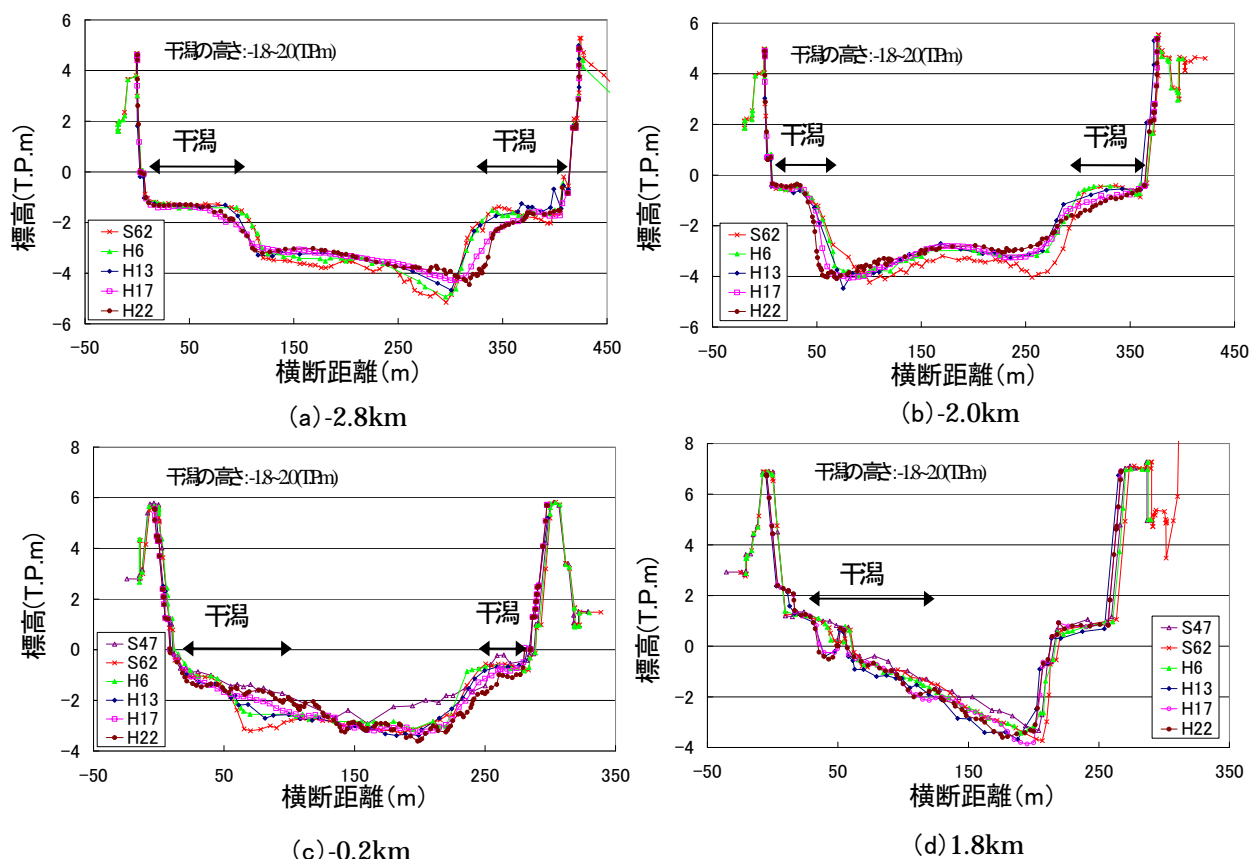 干潟の高さ:-1.8~2.0(T.P.m)
標高(T.P.m)
6
4
2
0
-2
-4
-6
干潟
干潟
S62
H6
H13
H17
H22
-50 50 150 250 350 450
横断距離(m)
(a)-2.8km
干潟の高さ:-1.8~2.0(T.P.m)
標高(T.P.m)
6
4
2
0
-2
-4
-6
干潟
干潟
S62
H6
H13
H17
H22
-50 50 150 250 350 450
横断距離(m)
(b)-2.0km
干潟の高さ:-1.8~2.0(T.P.m)
標高(T.P.m)
8
6
4
2
0
-2
-4
干潟
干潟
S47
S62
H6
H13
H17
H22
-50 50 150 250 350
横断距離(m)
(c)-0.2km
干潟の高さ:-1.8~2.0(T.P.m)
標高(T.P.m)
8
6
4
2
0
-2
-4
干潟
S47
S62
H6
H13
H17
H22
-50 50 150 250 350
横断距離(m)
(d)1.8km